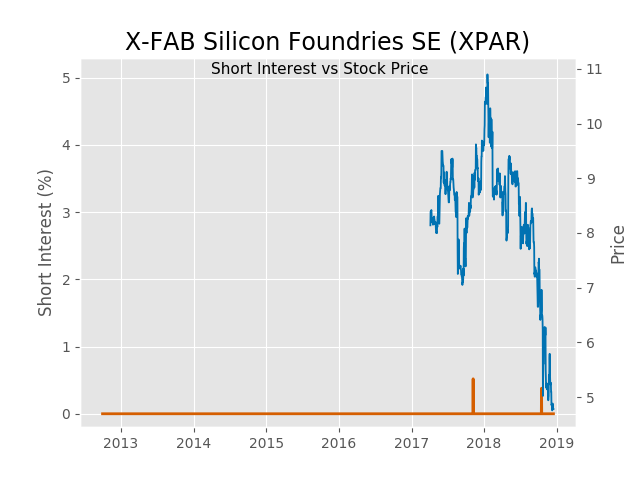 X-FAB Silicon Foundries SE (XPAR)
Short Interest vs Stock Price
Short Interest (%)
5
4
3
2
1
0
11
10
9
8
7
6
5
Price
2013 2014 2015 2016 2017 2018 2019